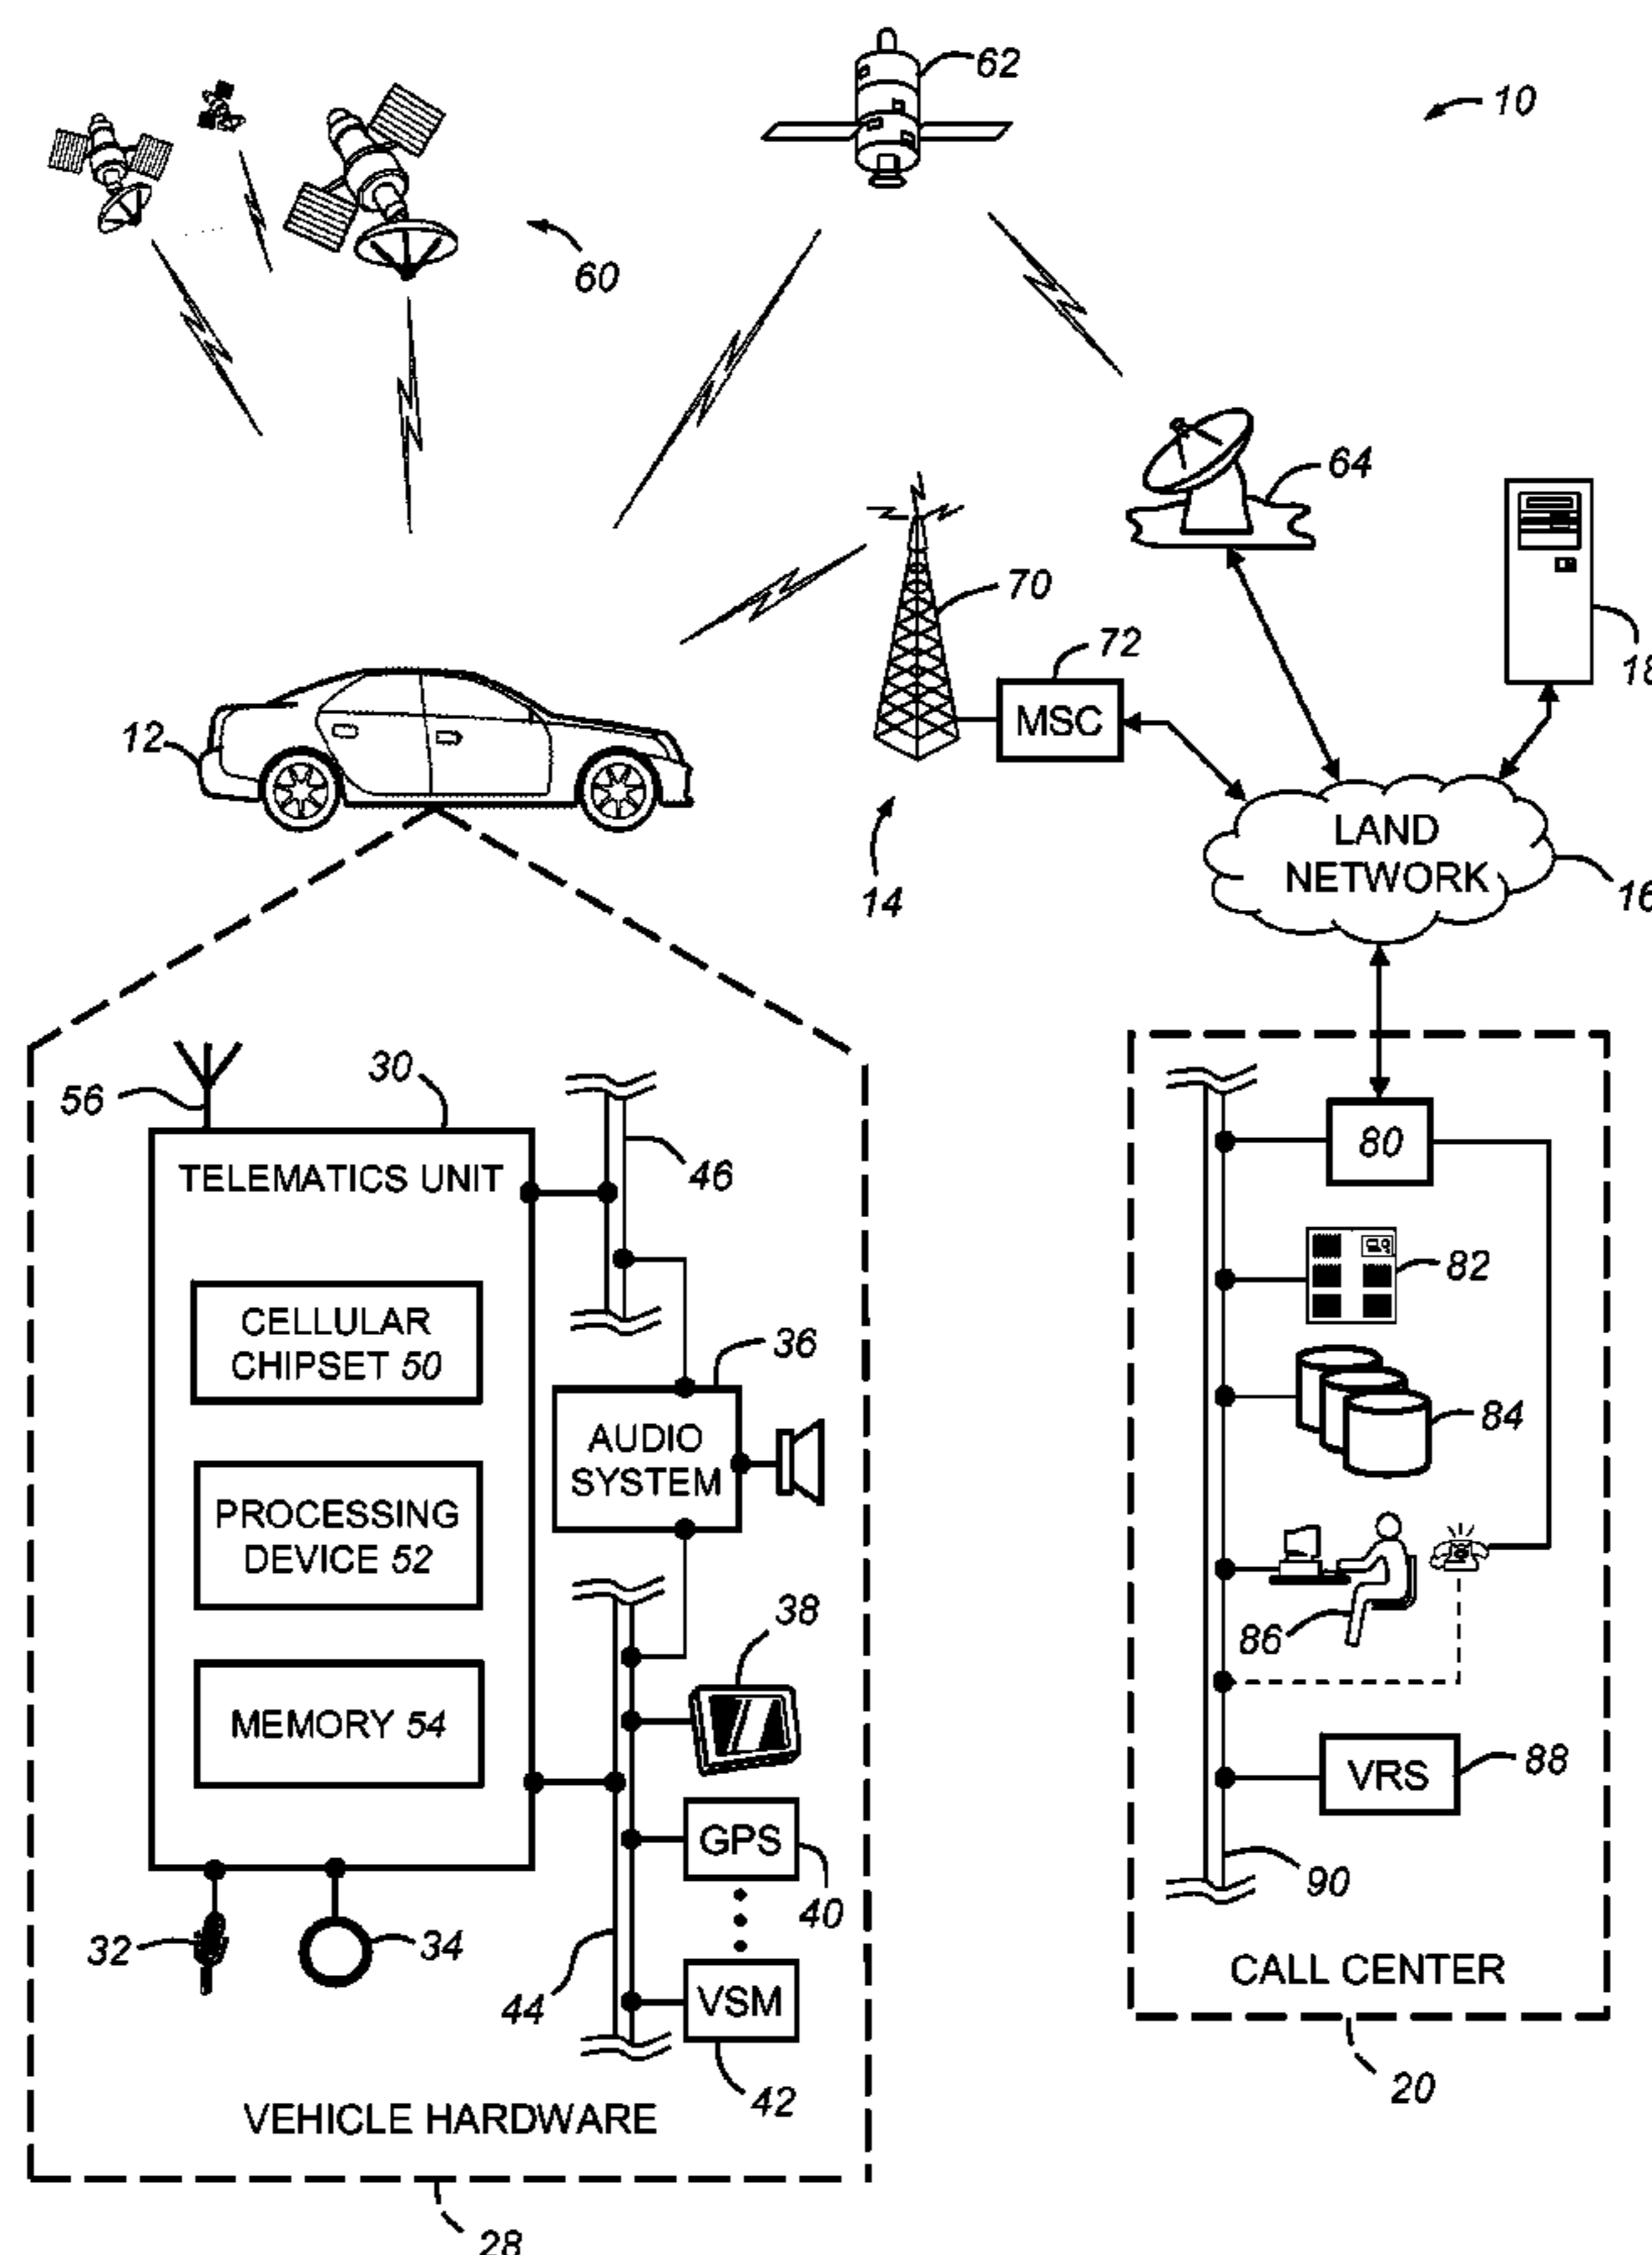 62
10
60
64
70
18
72
MSC
12
LAND
NETWORK
16
14
30
56
TELEMATICS UNIT
46
80
82
CELLULAR
CHIPSET 50
36
AUDIO
SYSTEM
84
PROCESSING
DEVICE 52
38
86
MEMORY 54
VRS
88
GPS
40
90
32
34
44
VSM
42
CALL CENTER
20
VEHICLE HARDWARE
28